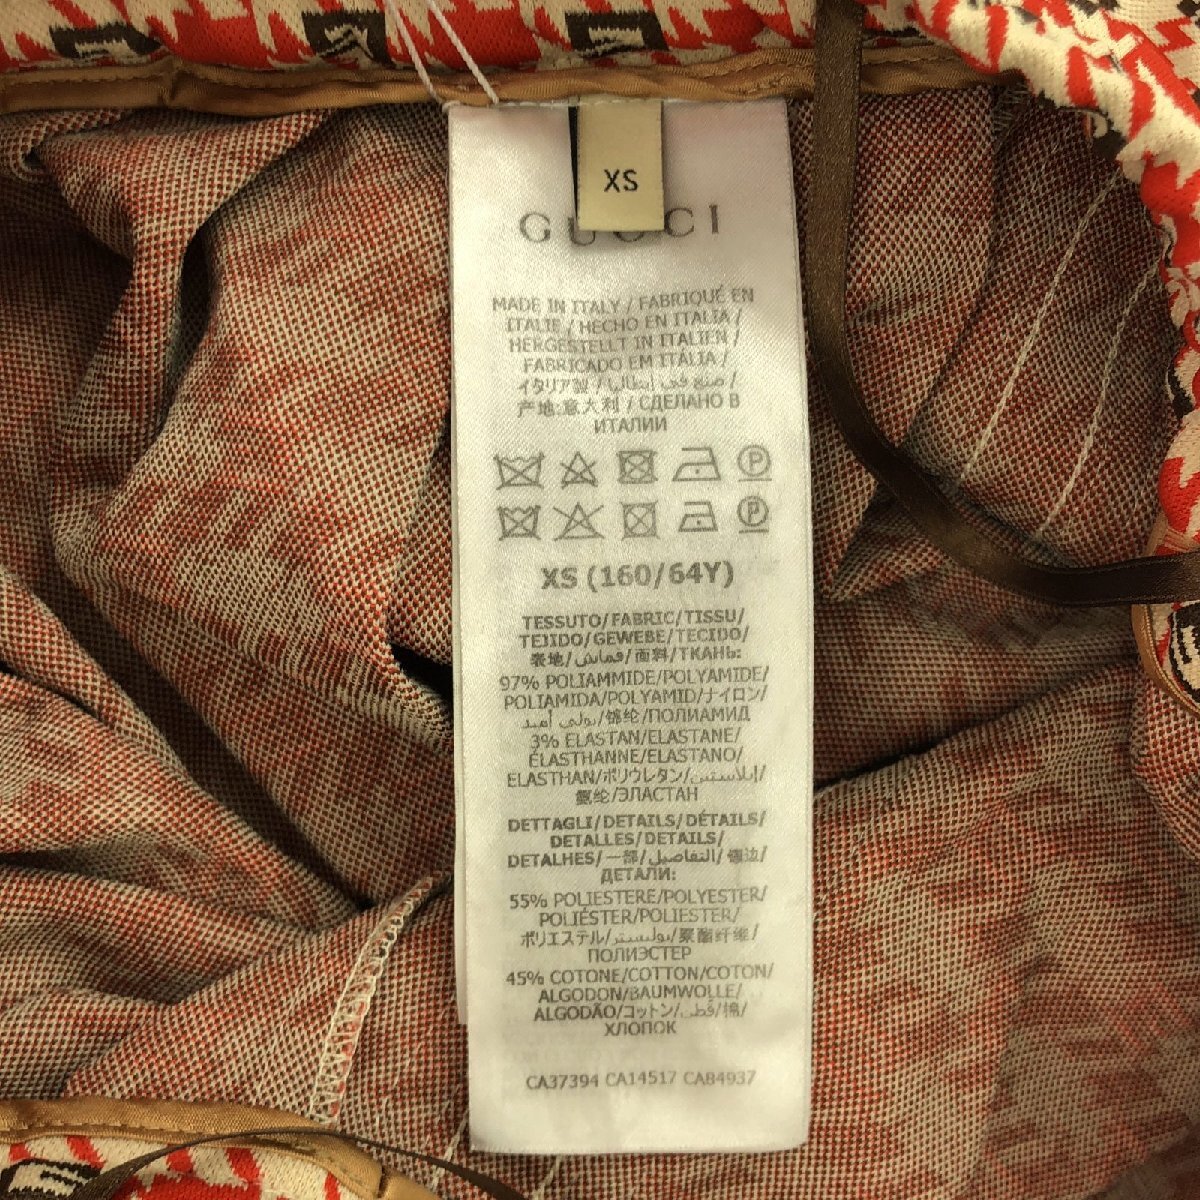 XS
GUCCI
MADE IN ITALY / FABRIQUÉ EN
ITALIE / HECHO EN ITALIA /
HERGESTELLT IN ITALIEN /
FABRICADO EM ITÁLIA /
イタリア製 / صنع في إيطاليا /
产地:意大利 / СДЕЛАНО В
ИТАЛИИ
P
P
XS (160/64Y)
TESSUTO/FABRIC/TISSU/
TEJIDO/GEWEBE/TECIDO/
表地/قماش/面料/ТКАНЬ:
97% POLIAMMIDE/POLYAMIDE/
POLIAMIDA/POLYAMID/ナイロン/
بولي أميد/锦纶/ПОЛИАМИД
3% ELASTAN/ELASTANE/
ÉLASTHANNE/ELASTANO/
ELASTHAN/ポリウレタン/إيلاستين/
氨纶/ЭЛАСТАН
DETTAGLI/DETAILS/DÉTAILS/
DETALLES/DETAILS/
DETALHES/一部/التفاصيل/镶边/
ДЕТАЛИ:
55% POLIESTERE/POLYESTER/
POLIÉSTER/POLIESTER/
ポリエステル/بوليستر/聚酯纤维/
ПОЛИЭСТЕР
45% COTONE/COTTON/COTON/
ALGODON/BAUMWOLLE/
ALGODÃO/コットン/قطن/棉/
ХЛОПОК
CA37394 CA14517 CA84937